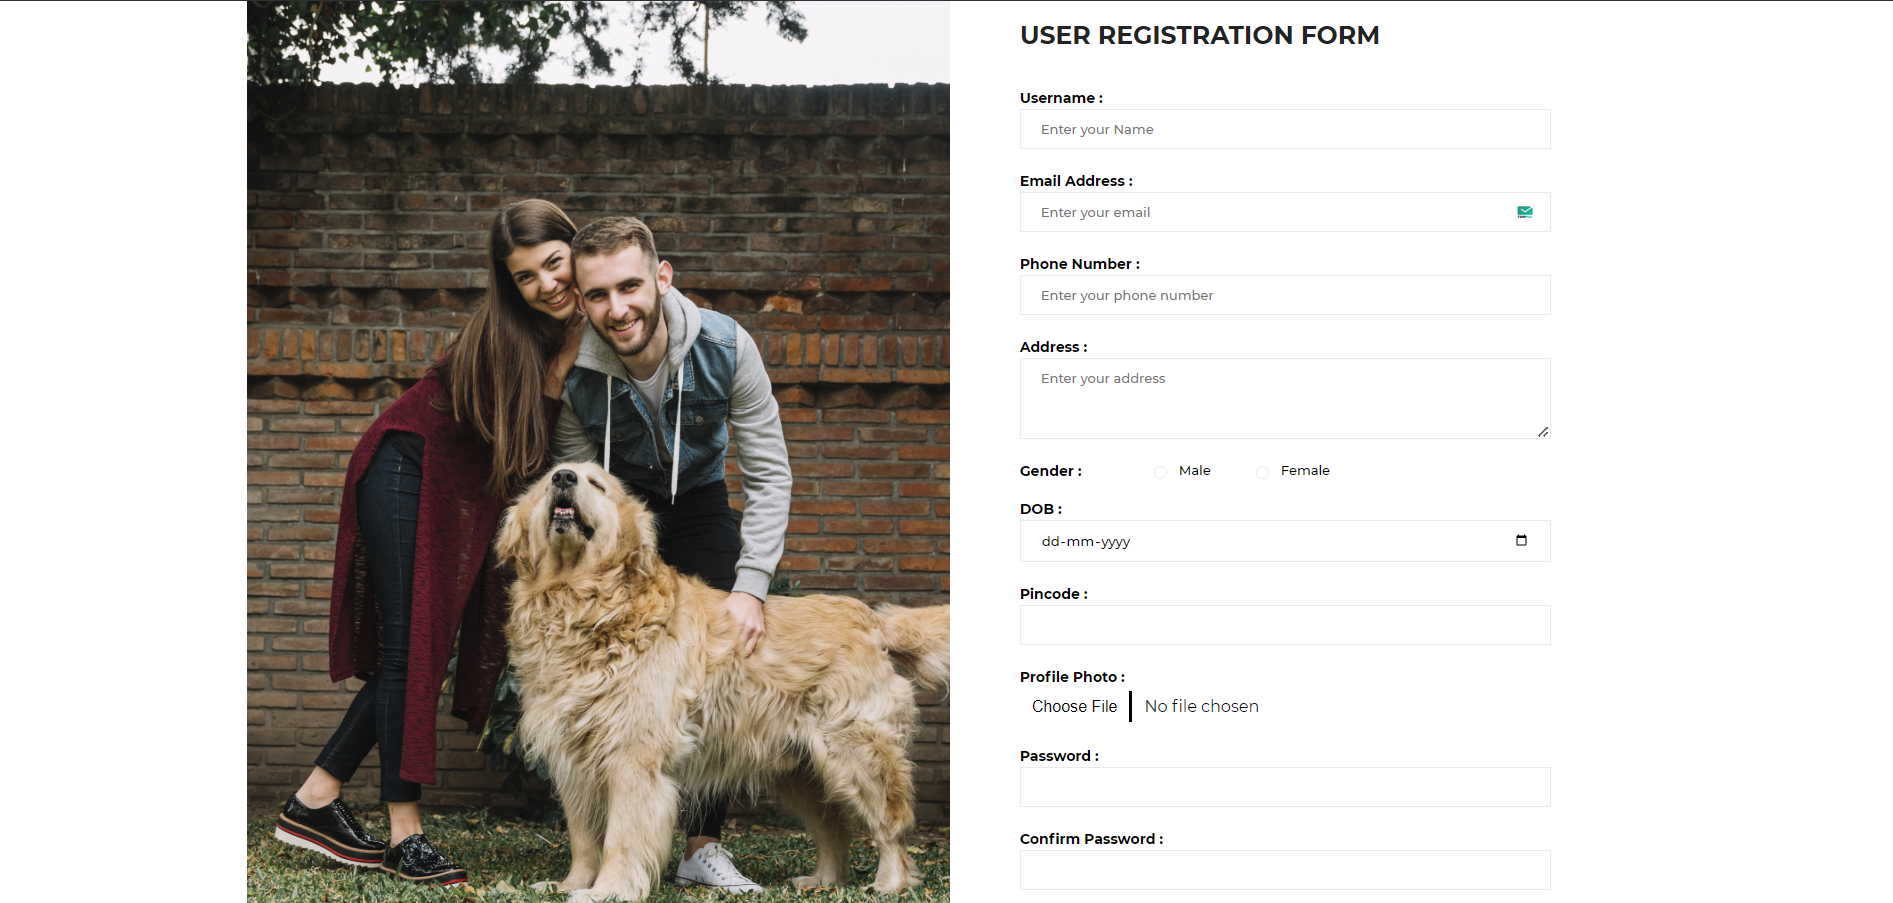 USER REGISTRATION FORM
Username :
Enter your Name
Email Address :
Enter your email
Phone Number :
Enter your phone number
Address :
Enter your address
Gender : Male Female
DOB :
dd-mm-yyyy
Pincode :
Profile Photo :
Choose File No file chosen
Password :
Confirm Password :